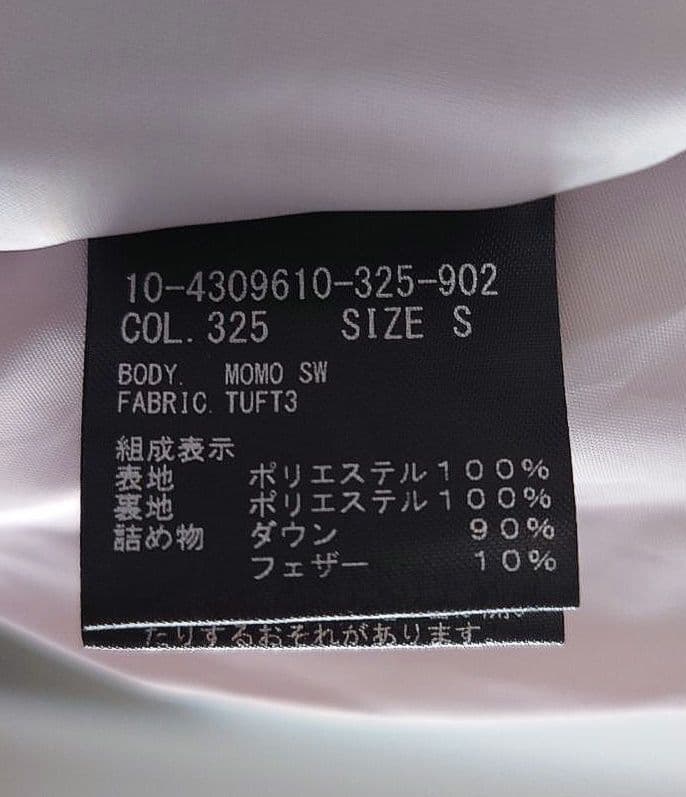 10-4309610-325-902
COL. 325 SIZE S
BODY. MOMO SW
FABRIC. TUFT3
組成表示
表地 ポリエステル100%
裏地 ポリエステル100%
詰め物 ダウン 90%
フェザー 10%
たりするおそれがあります